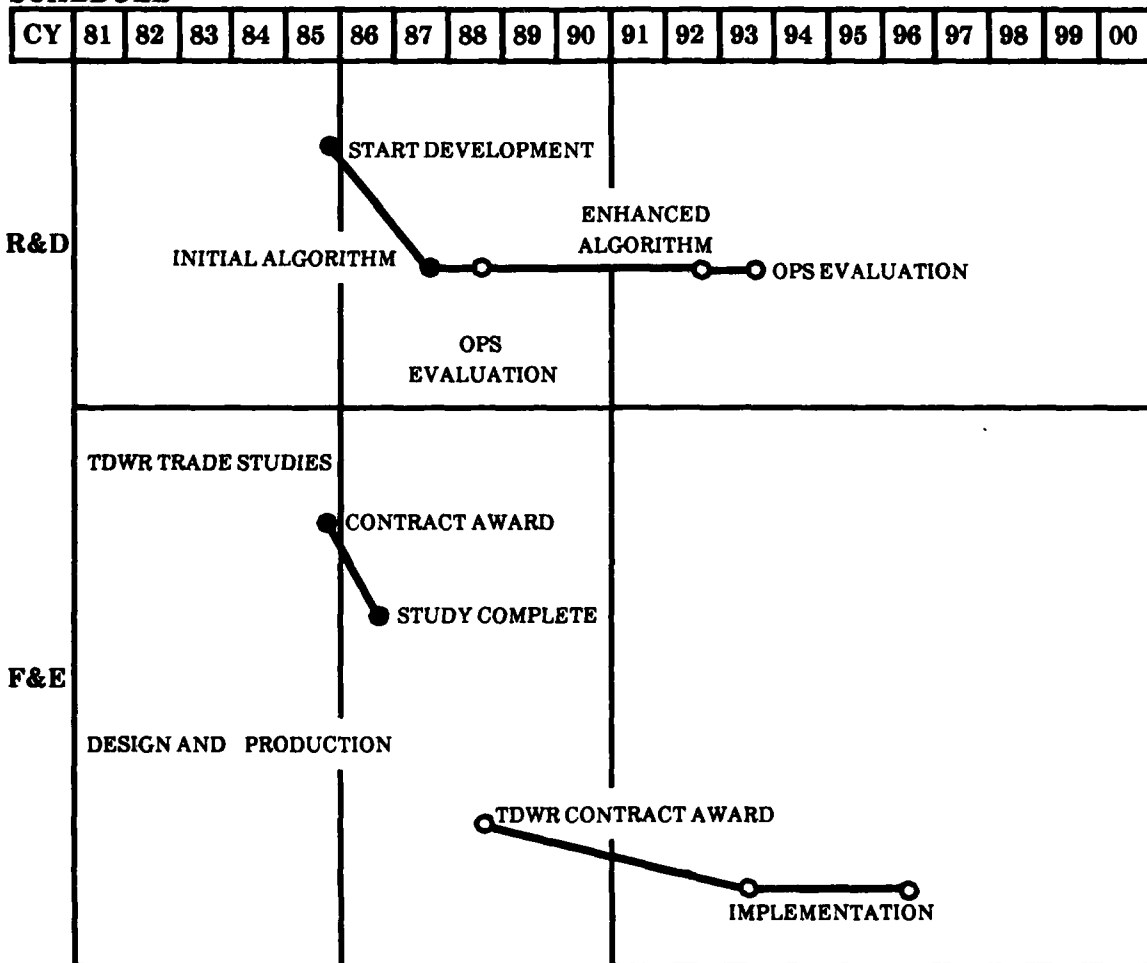 CY 81 82 83 84 85 86 87 88 89 90 91 92 93 94 95 96 97 98 99 00
START DEVELOPMENT
ENHANCED
ALGORITHM
R&D
INITIAL ALGORITHM
OPS EVALUATION
OPS
EVALUATION
TDWR TRADE STUDIES
CONTRACT AWARD
STUDY COMPLETE
F&E
DESIGN AND PRODUCTION
TDWR CONTRACT AWARD
IMPLEMENTATION